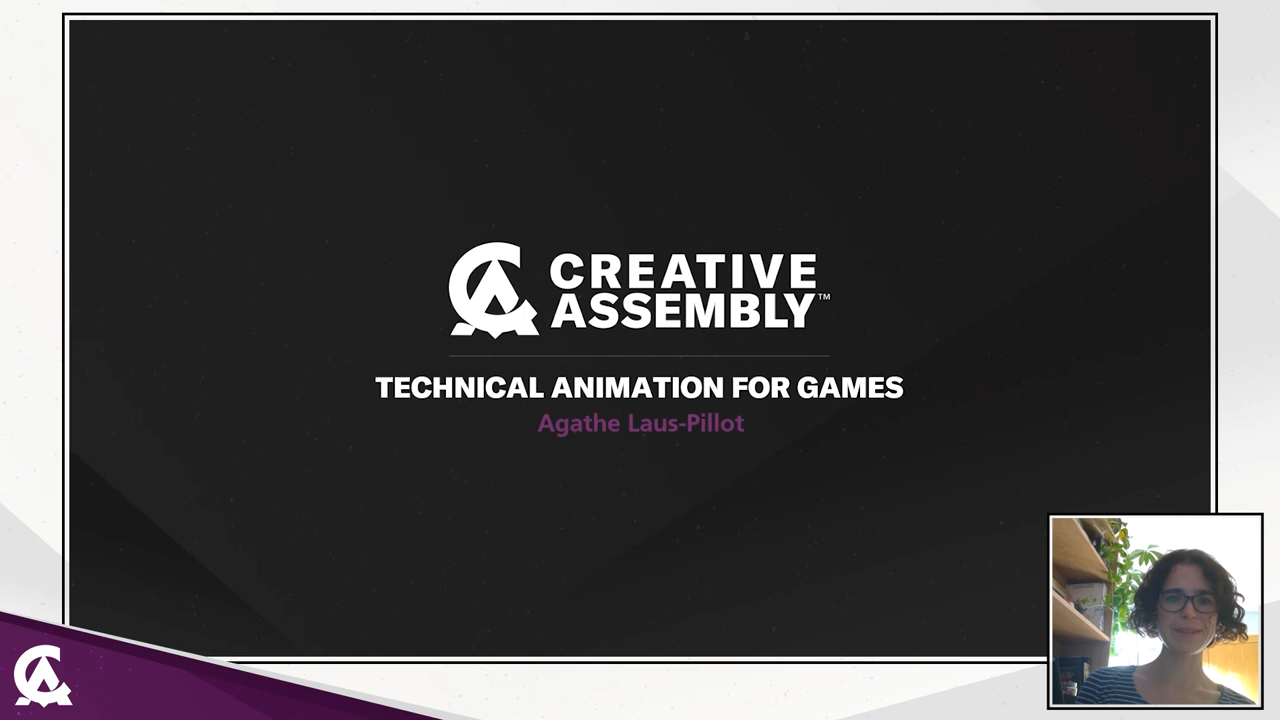 CREATIVE
ASSEMBLY™
TECHNICAL ANIMATION FOR GAMES
Agathe Laus-Pillot